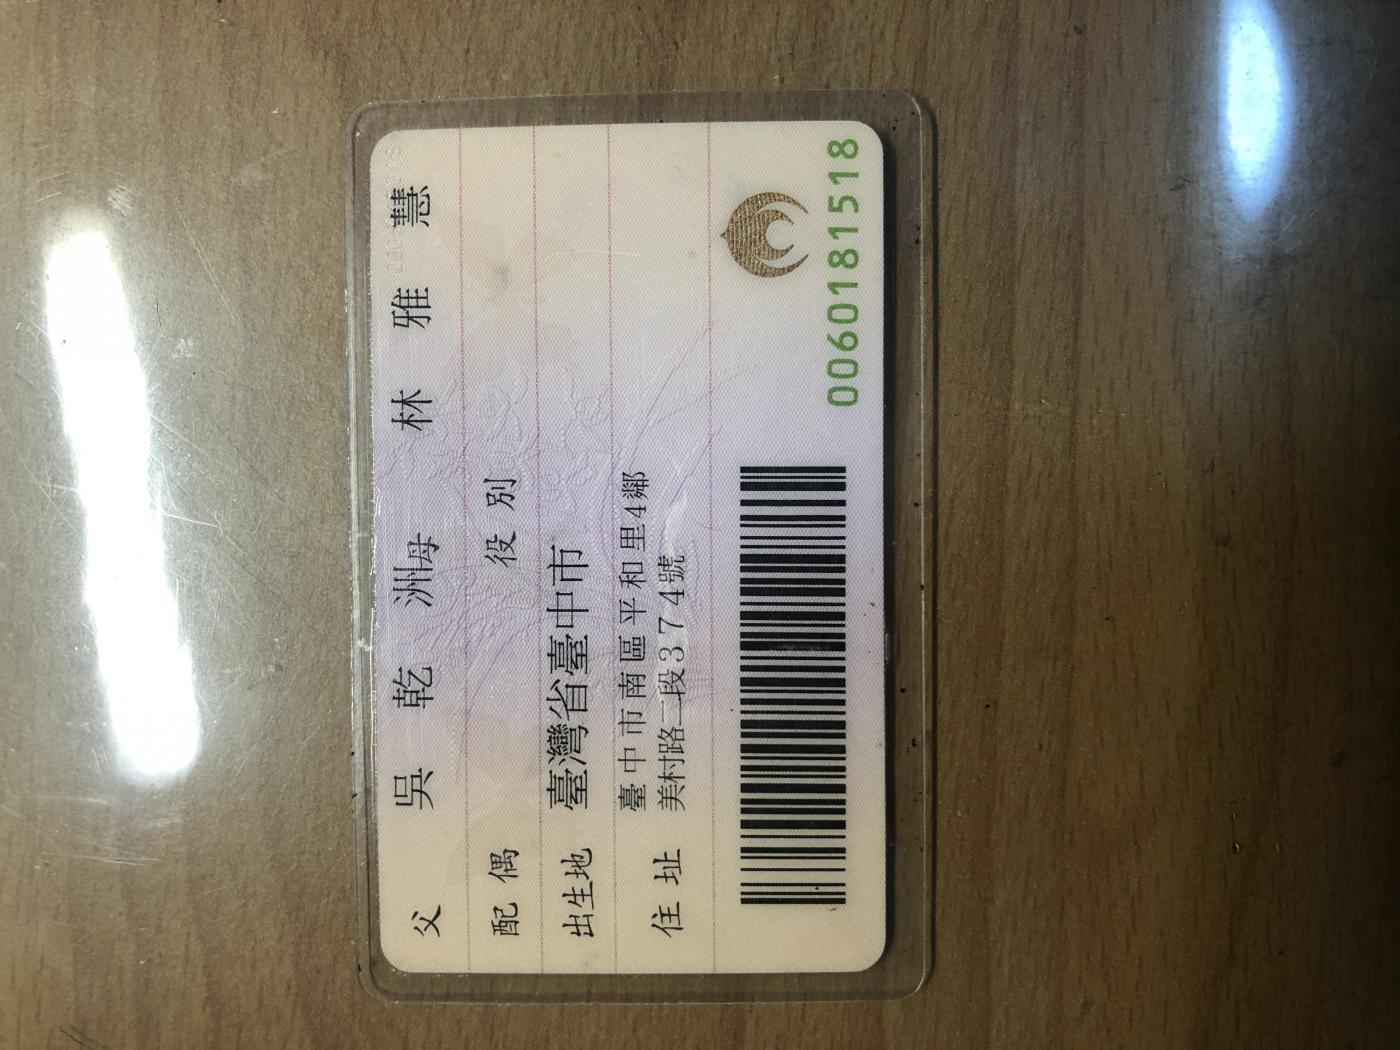 父 吳乾洲 母 林雅慧
配偶 役別
出生地 臺灣省臺中市
住址 臺中市南區平和里4鄰
美村路二段374號
0060181518